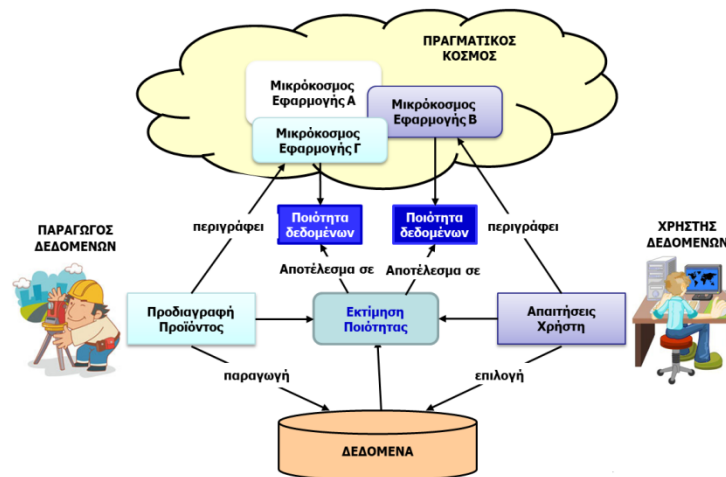 ΠΡΑΓΜΑΤΙΚΟΣ
ΚΟΣΜΟΣ
Μικρόκοσμος
Εφαρμογής Α
Μικρόκοσμος
Εφαρμογής Β
Μικρόκοσμος
Εφαρμογής Γ
ΠΑΡΑΓΩΓΟΣ
ΔΕΔΟΜΕΝΩΝ
περιγράφει
Ποιότητα
δεδομένων
Ποιότητα
δεδομένων
περιγράφει
ΧΡΗΣΤΗΣ
ΔΕΔΟΜΕΝΩΝ
Αποτέλεσμα σε
Αποτέλεσμα σε
Προδιαγραφή
Προϊόντος
Εκτίμηση
Ποιότητας
Απαιτήσεις
Χρήστη
παραγωγή
επιλογή
ΔΕΔΟΜΕΝΑ